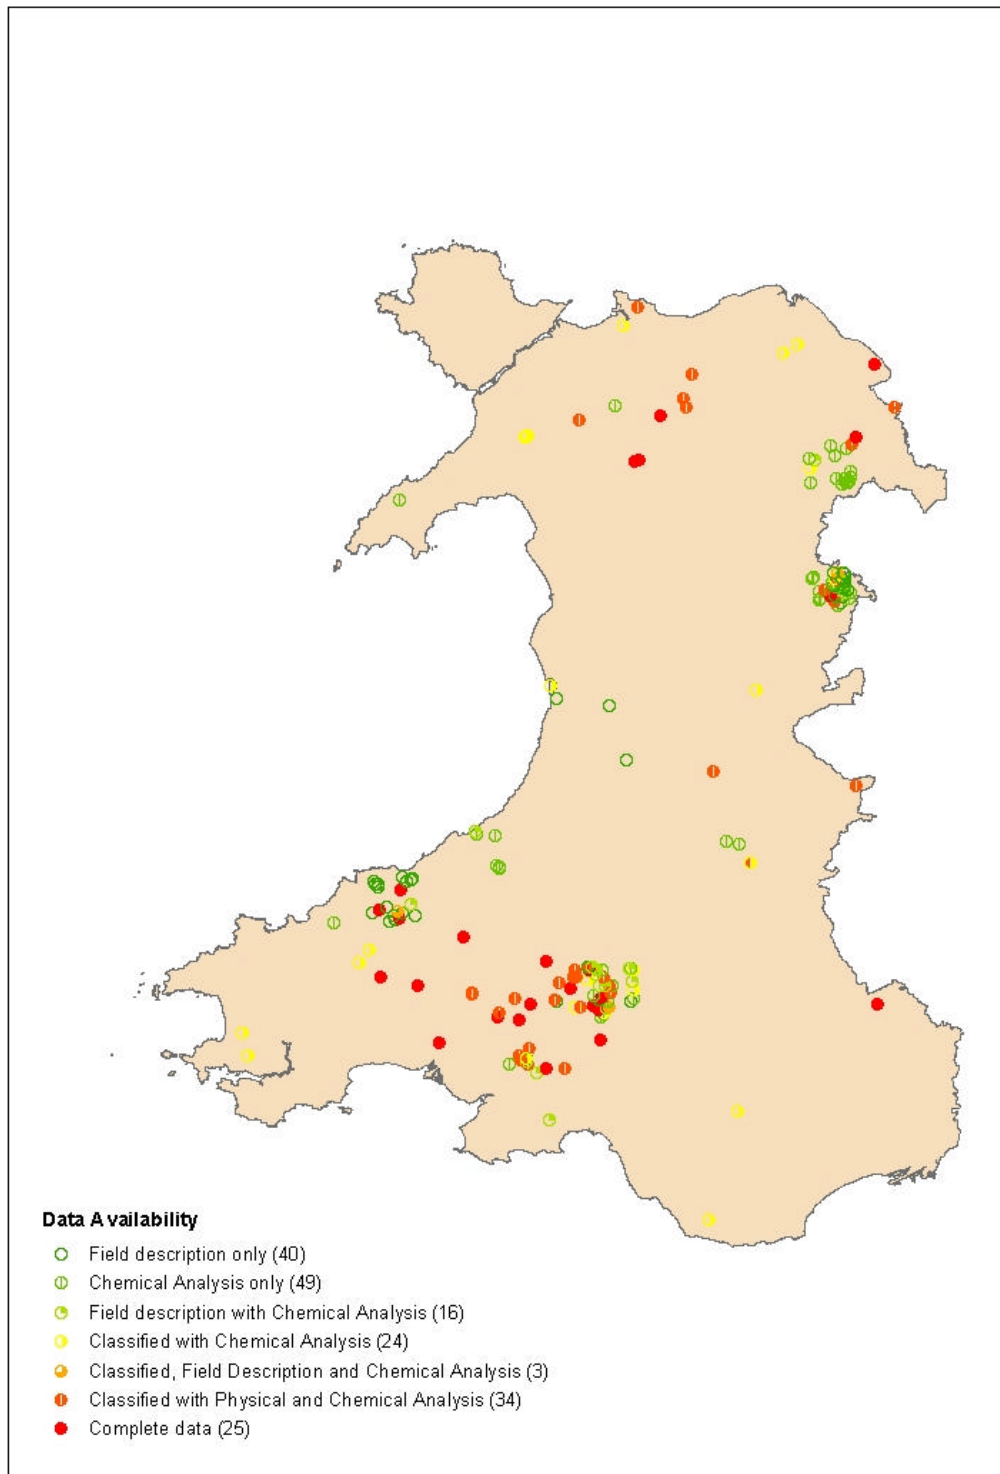 Data Availability
Field description only (40)
Chemical Analysis only (49)
Field description with Chemical Analysis (16)
Classified with Chemical Analysis (24)
Classified, Field Description and Chemical Analysis (3)
Classified with Physical and Chemical Analysis (34)
Complete data (25)